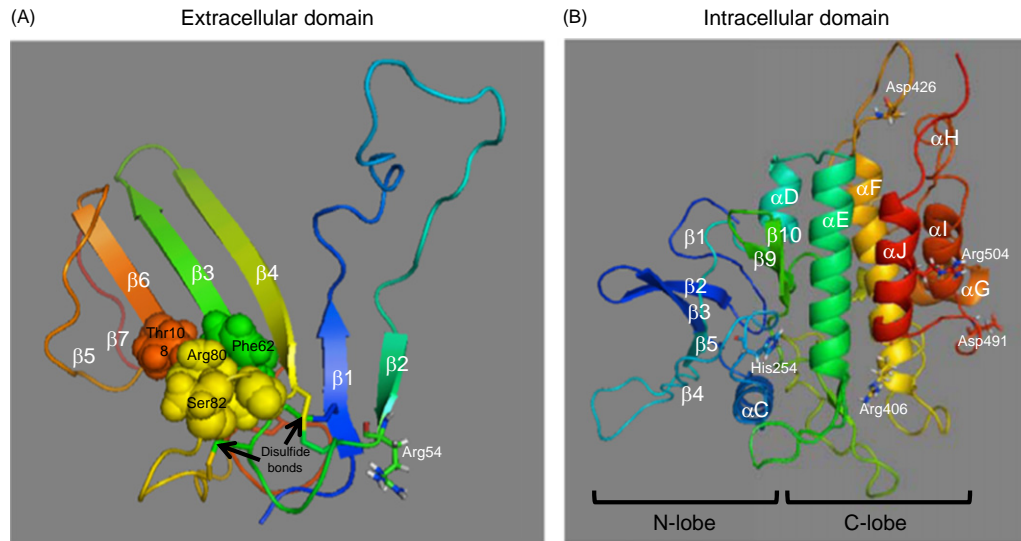 (A)
Extracellular domain
β6
β3
β4
β7
β5
Thr10
8
Arg80
Phe62
Ser82
β1
β2
Disulfide
bonds
Arg54
(B)
Intracellular domain
Asp426
αH
αD
αF
αE
αI
β1
β10
β9
αJ
Arg504
β2
αG
β3
β5
His254
Asp491
β4
αC
Arg406
N-lobe
C-lobe